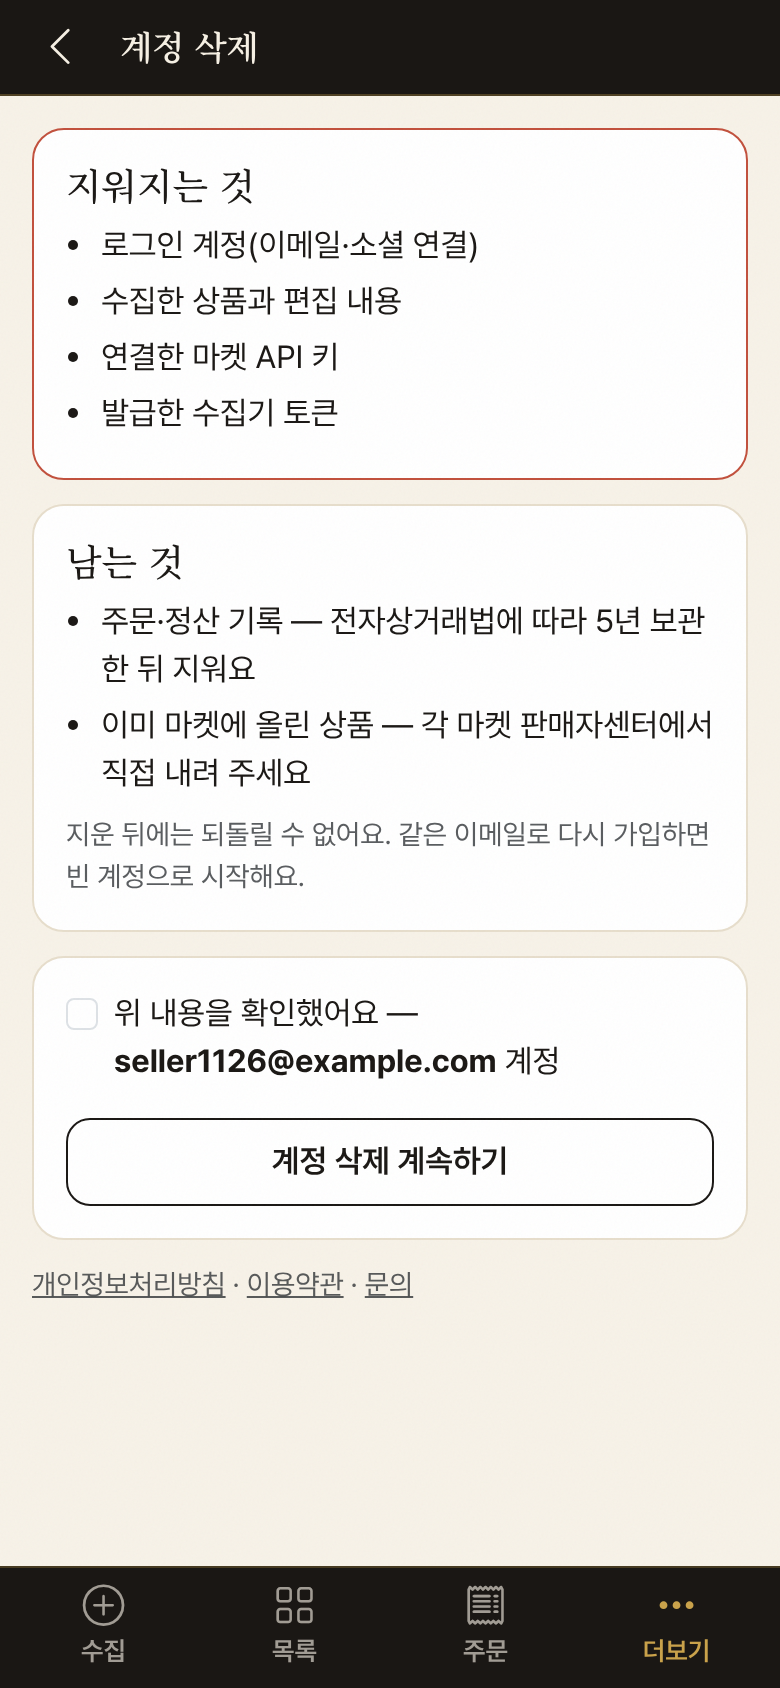 계정 삭제
지워지는 것
• 로그인 계정(이메일·소셜 연결)
• 수집한 상품과 편집 내용
• 연결한 마켓 API 키
• 발급한 수집기 토큰
남는 것
• 주문·정산 기록 — 전자상거래법에 따라 5년 보관
한 뒤 지워요
• 이미 마켓에 올린 상품 — 각 마켓 판매자센터에서
직접 내려 주세요
지운 뒤에는 되돌릴 수 없어요. 같은 이메일로 다시 가입하면
빈 계정으로 시작해요.
위 내용을 확인했어요 —
seller1126@example.com 계정
계정 삭제 계속하기
개인정보처리방침 · 이용약관 · 문의
수집 목록 주문 더보기